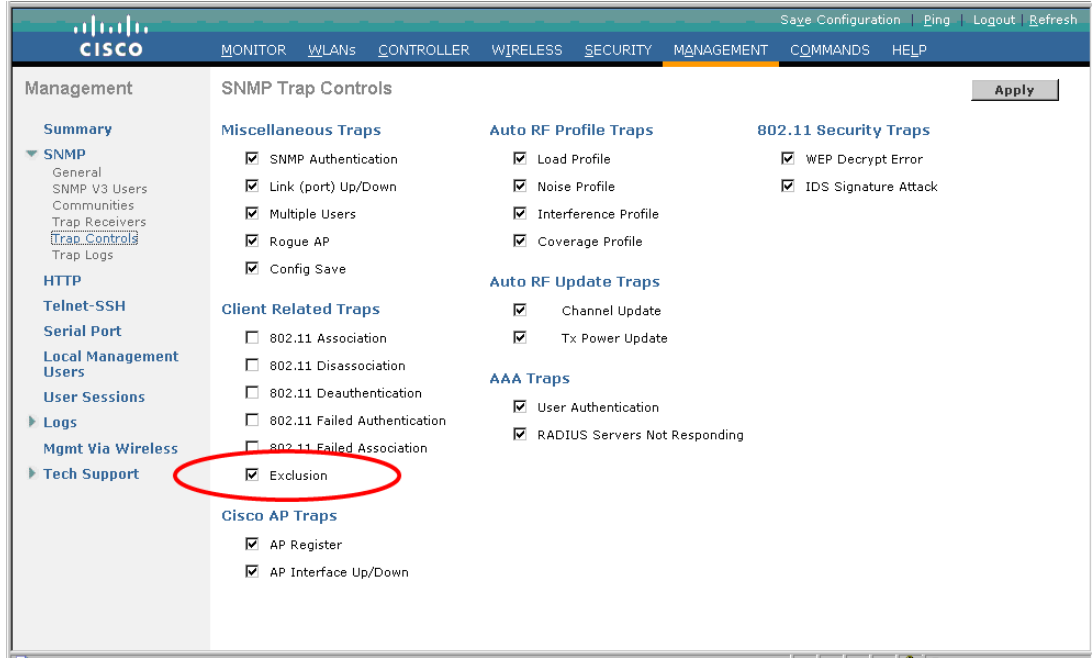 Save Configuration | Ping | Logout | Refresh
CISCO
MONITOR WLANs CONTROLLER WIRELESS SECURITY MANAGEMENT COMMANDS HELP
Management
Summary
SNMP
General
SNMP V3 Users
Communities
Trap Receivers
Trap Controls
Trap Logs
HTTP
Telnet-SSH
Serial Port
Local Management
Users
User Sessions
Logs
Mgmt Via Wireless
Tech Support
SNMP Trap Controls
Apply
Miscellaneous Traps
SNMP Authentication
Link (port) Up/Down
Multiple Users
Rogue AP
Config Save
Client Related Traps
802.11 Association
802.11 Disassociation
802.11 Deauthentication
802.11 Failed Authentication
802.11 Failed Association
Exclusion
Cisco AP Traps
AP Register
AP Interface Up/Down
Auto RF Profile Traps
Load Profile
Noise Profile
Interference Profile
Coverage Profile
Auto RF Update Traps
Channel Update
Tx Power Update
AAA Traps
User Authentication
RADIUS Servers Not Responding
802.11 Security Traps
WEP Decrypt Error
IDS Signature Attack